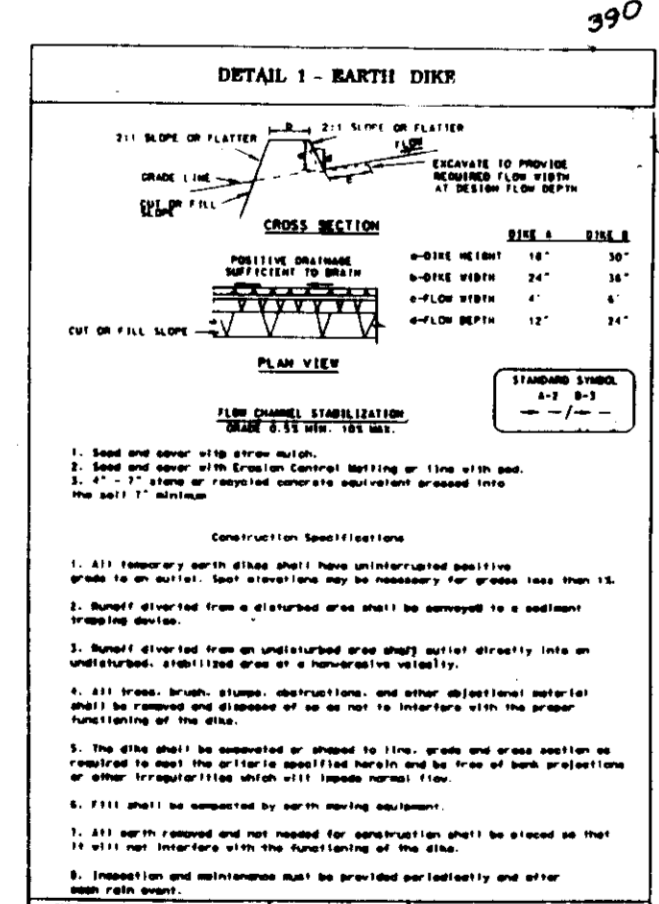 390
DETAIL 1 - EARTH DIKE
2:1 SLOPE OR FLATTER
b
2:1 SLOPE OR FLATTER
FLOW
GRADE LINE
EXCAVATE TO PROVIDE
REQUIRED FLOW WIDTH
AT DESIGN FLOW DEPTH
CUT OR FILL
SLOPE
CROSS SECTION
DIKE A DIKE B
a-DIKE HEIGHT 18" 30"
b-DIKE WIDTH 24" 36"
c-FLOW WIDTH 4' 6'
d-FLOW DEPTH 12" 24"
POSITIVE DRAINAGE
SUFFICIENT TO DRAIN
CUT OR FILL SLOPE
PLAN VIEW
STANDARD SYMBOL
A-2 B-3
FLOW CHANNEL STABILIZATION
GRADE 0.5% MIN. 10% MAX.
1. Seed and cover with straw mulch.
2. Seed and cover with Erosion Control Matting or line with sod.
3. 4" - 7" stone or recycled concrete equivalent pressed into
the soil 7" minimum
Construction Specifications
1. All temporary earth dikes shall have uninterrupted positive
grade to an outlet. Spot elevations may be necessary for grades less than 1%.
2. Runoff diverted from a disturbed area shall be conveyed to a sediment
trapping device.
3. Runoff diverted from an undisturbed area shall outlet directly into an
undisturbed, stabilized area at a non-erosive velocity.
4. All trees, brush, stumps, obstructions, and other objectional material
shall be removed and disposed of so as not to interfere with the proper
functioning of the dike.
5. The dike shall be excavated or shaped to line, grade and cross section as
required to meet the criteria specified herein and be free of bank projections
or other irregularities which will impede normal flow.
6. Fill shall be compacted by earth moving equipment.
7. All earth removed and not needed for construction shall be placed so that
it will not interfere with the functioning of the dike.
8. Inspection and maintenance must be provided periodically and after
each rain event.